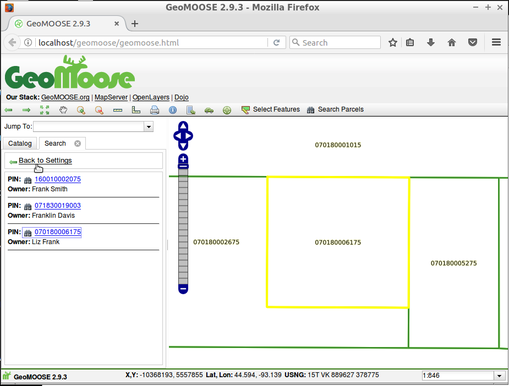 GeoMOOSE 2.9.3 - Mozilla Firefox
GeoMOOSE 2.9.3
localhost/geomoose/geomoose.html
Search
GeoMoose
Our Stack: GeoMOOSE.org | MapServer | OpenLayers | Dojo
Select Features
Search Parcels
Jump To:
Catalog
Search
Back to Settings
PIN: 160010002075
Owner: Frank Smith
PIN: 071830019003
Owner: Franklin Davis
PIN: 070180006175
Owner: Liz Frank
070180001015
070180002675
070180006175
070180005275
GeoMOOSE 2.9.3
X,Y: -10368193, 5557855 Lat, Lon: 44.594, -93.139 USNG: 15T VK 889627 378775
1:846